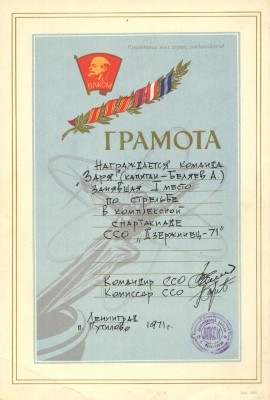 Пролетарии всех стран, соединяйтесь!
ВЛКСМ
ГРАМОТА
НАГРАЖДАЕТСЯ КОМАНДА
"ЗАРЯ" (КАПИТАН - БЕЛЯЕВ А.)
ЗАНЯВШАЯ I МЕСТО
ПО СТРЕЛЬБЕ
В КОМПЛЕКСНОЙ
СПАРТАКИАДЕ
ССО „ДЗЕРЖИНЕЦ-71"
Командир ССО
Комиссар ССО
Ленинград
п. Путилово 1971 г.